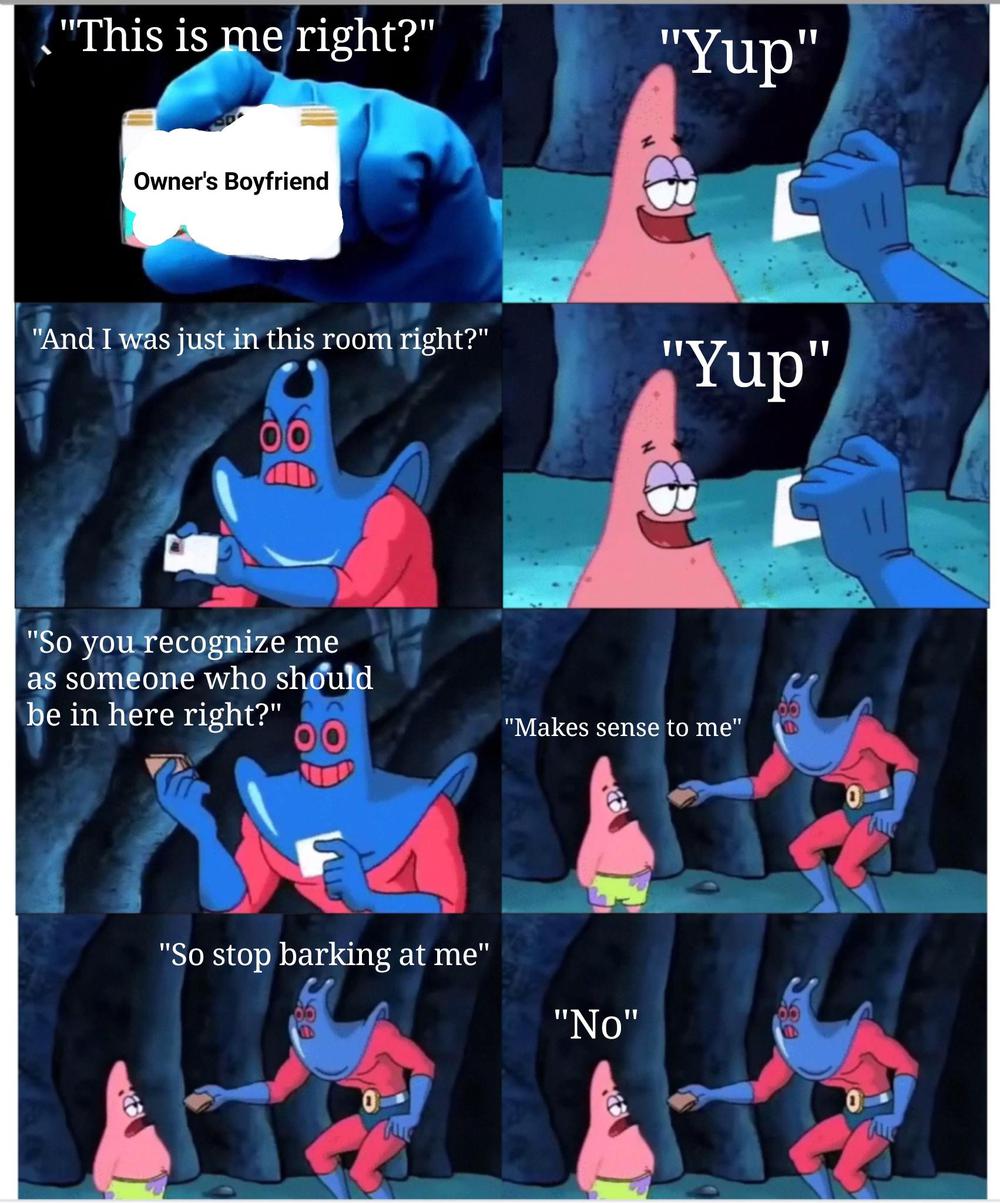 "This is me right?"
Owner's Boyfriend
"Yup"
"And I was just in this room right?"
"Yup"
"So you recognize me
as someone who should
be in here right?"
"Makes sense to me"
"So stop barking at me"
"No"